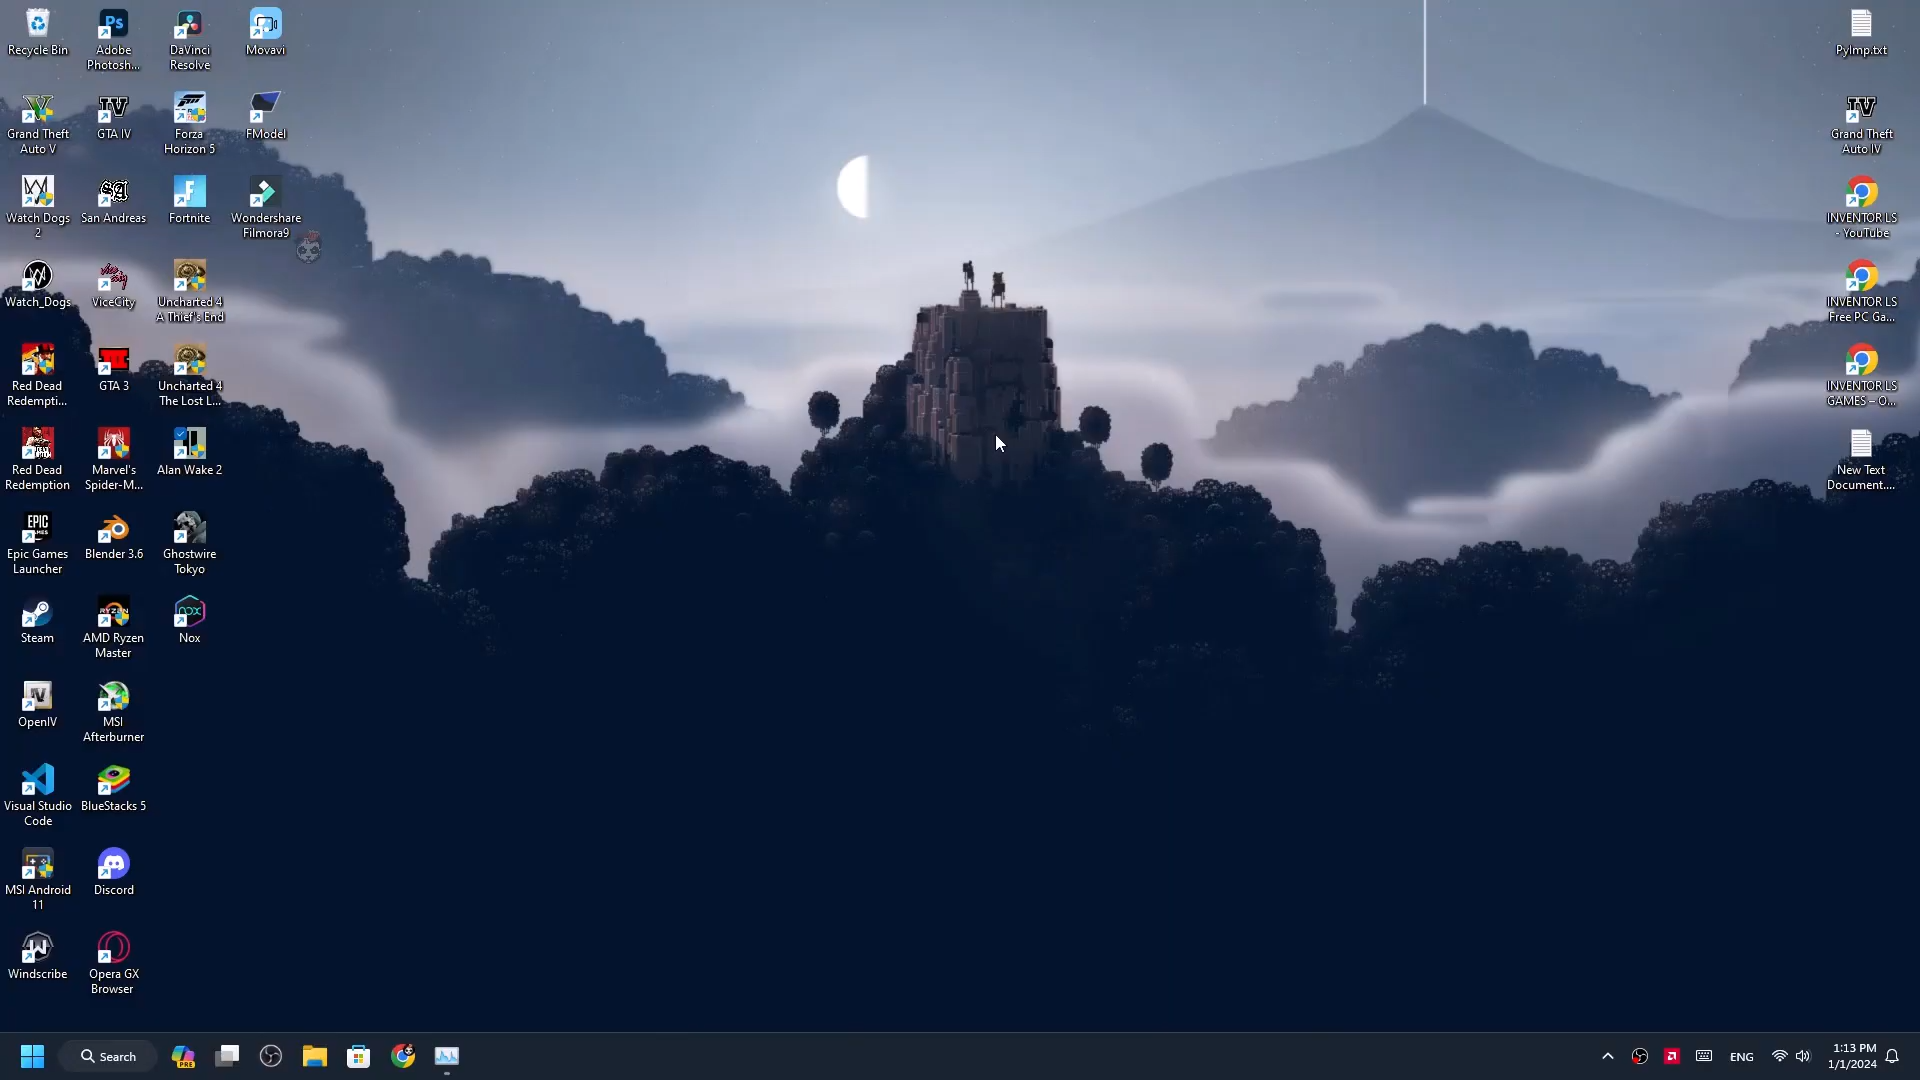 Recycle Bin
Adobe
Photosh...
DaVinci
Resolve
Movavi
Grand Theft
Auto V
GTA IV
Forza
Horizon 5
FModel
Watch Dogs
2
San Andreas
Fortnite
Wondershare
Filmora9
Watch_Dogs
ViceCity
Uncharted 4
A Thief's End
Red Dead
Redempti...
GTA 3
Uncharted 4
The Lost L...
Red Dead
Redemption
Marvel's
Spider-M...
Alan Wake 2
Epic Games
Launcher
Blender 3.6
Ghostwire
Tokyo
Steam
AMD Ryzen
Master
Nox
OpenIV
MSI
Afterburner
Visual Studio
Code
BlueStacks 5
MSI Android
11
Discord
Windscribe
Opera GX
Browser
PyImp.txt
Grand Theft
Auto IV
INVENTOR LS
- YouTube
INVENTOR LS
Free PC Ga...
INVENTOR LS
GAMES – O...
New Text
Document....
Search
ENG
1:13 PM
1/1/2024